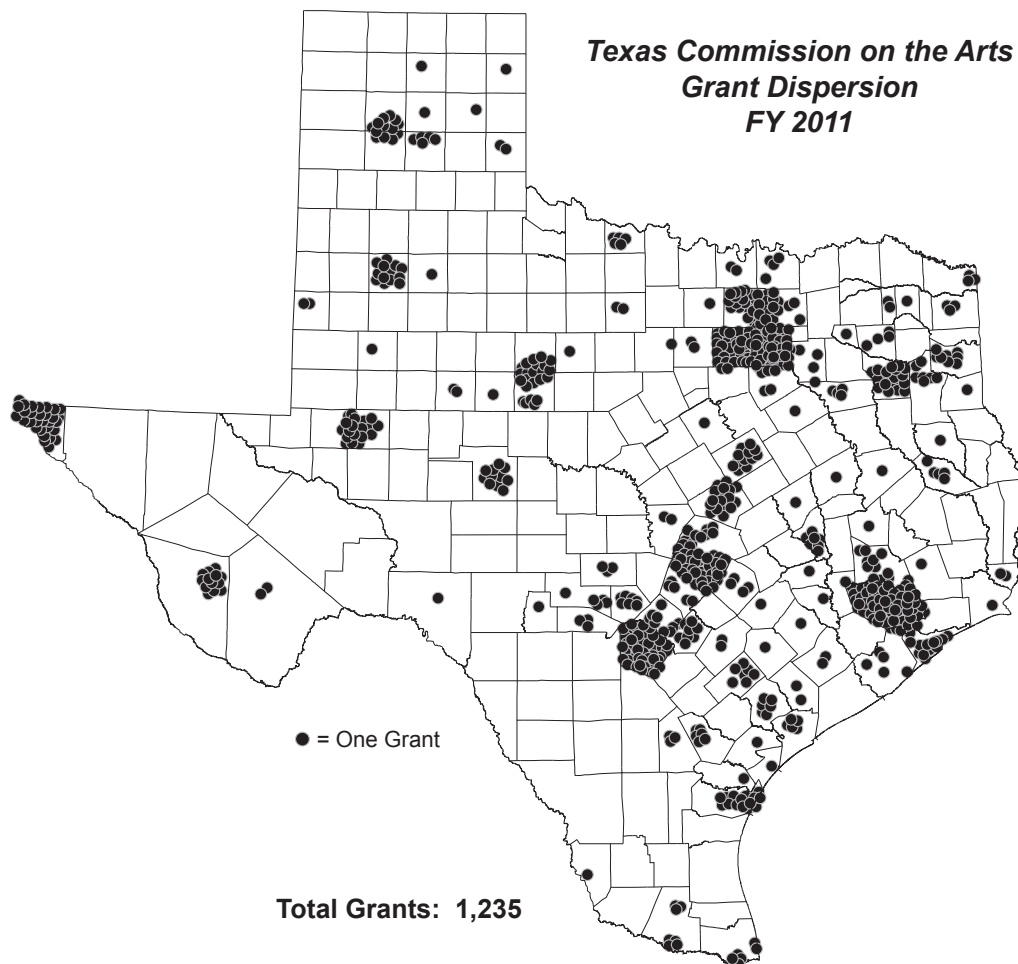 Texas Commission on the Arts
Grant Dispersion
FY 2011
= One Grant
Total Grants: 1,235